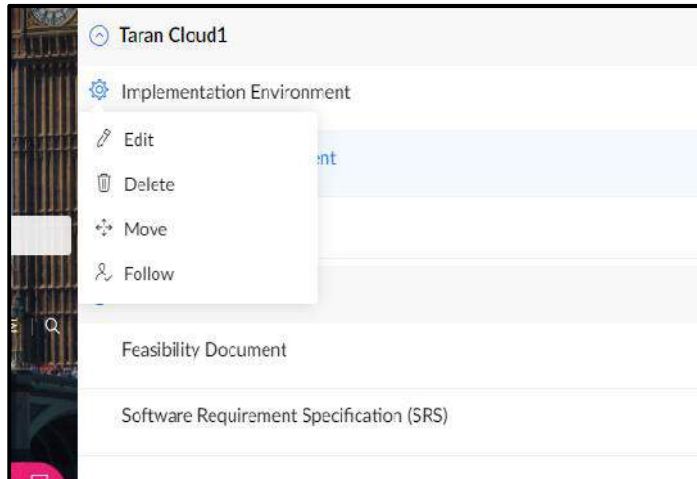 Taran Cloud1
Implementation Environment
Edit
Delete
Move
Follow
Feasibility Document
Software Requirement Specification (SRS)